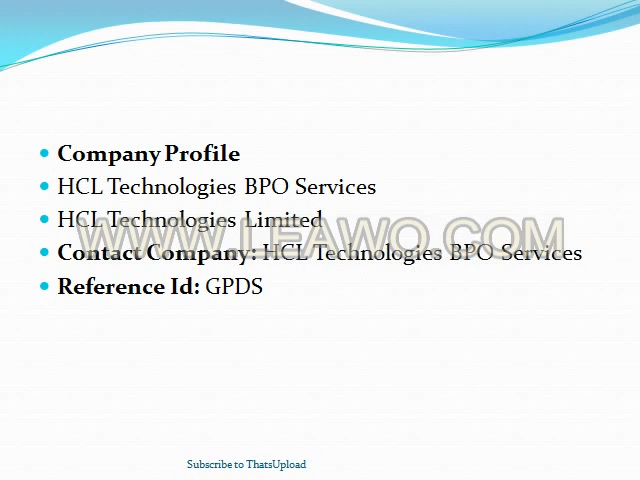 Company Profile
HCL Technologies BPO Services
HCL Technologies Limited
WWW.LEAWO.COM
Contact Company: HCL Technologies BPO Services
Reference Id: GPDS
Subscribe to ThatsUpload